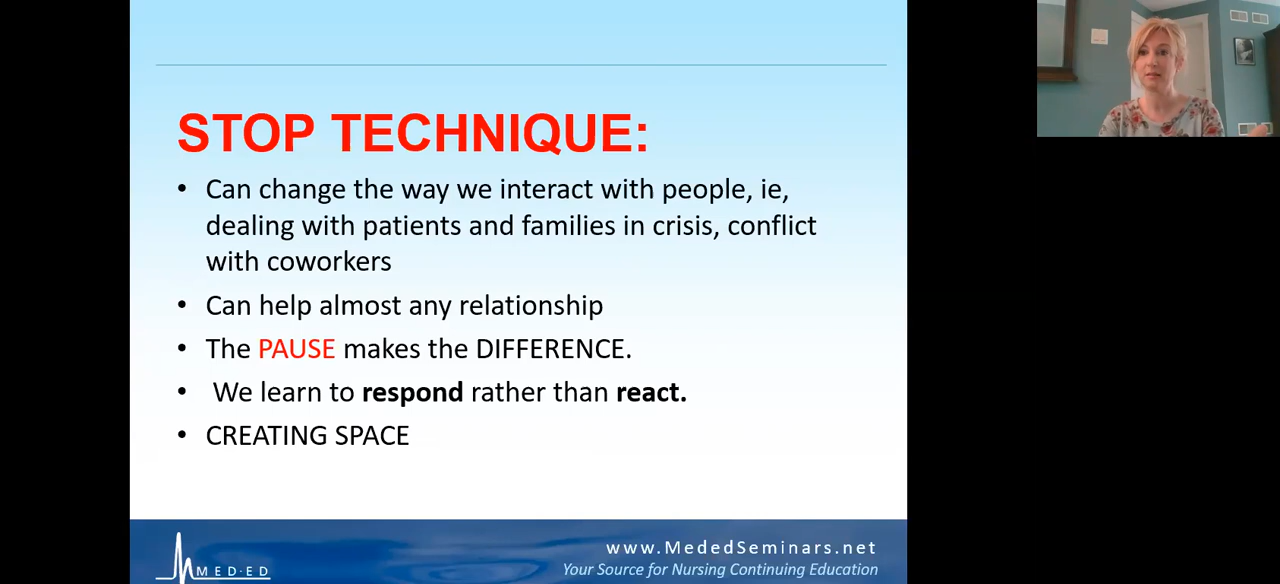 STOP TECHNIQUE:
• Can change the way we interact with people, ie,
dealing with patients and families in crisis, conflict
with coworkers
• Can help almost any relationship
• The PAUSE makes the DIFFERENCE.
• We learn to respond rather than react.
• CREATING SPACE
www.MededSeminars.net
Your Source for Nursing Continuing Education
MED·ED